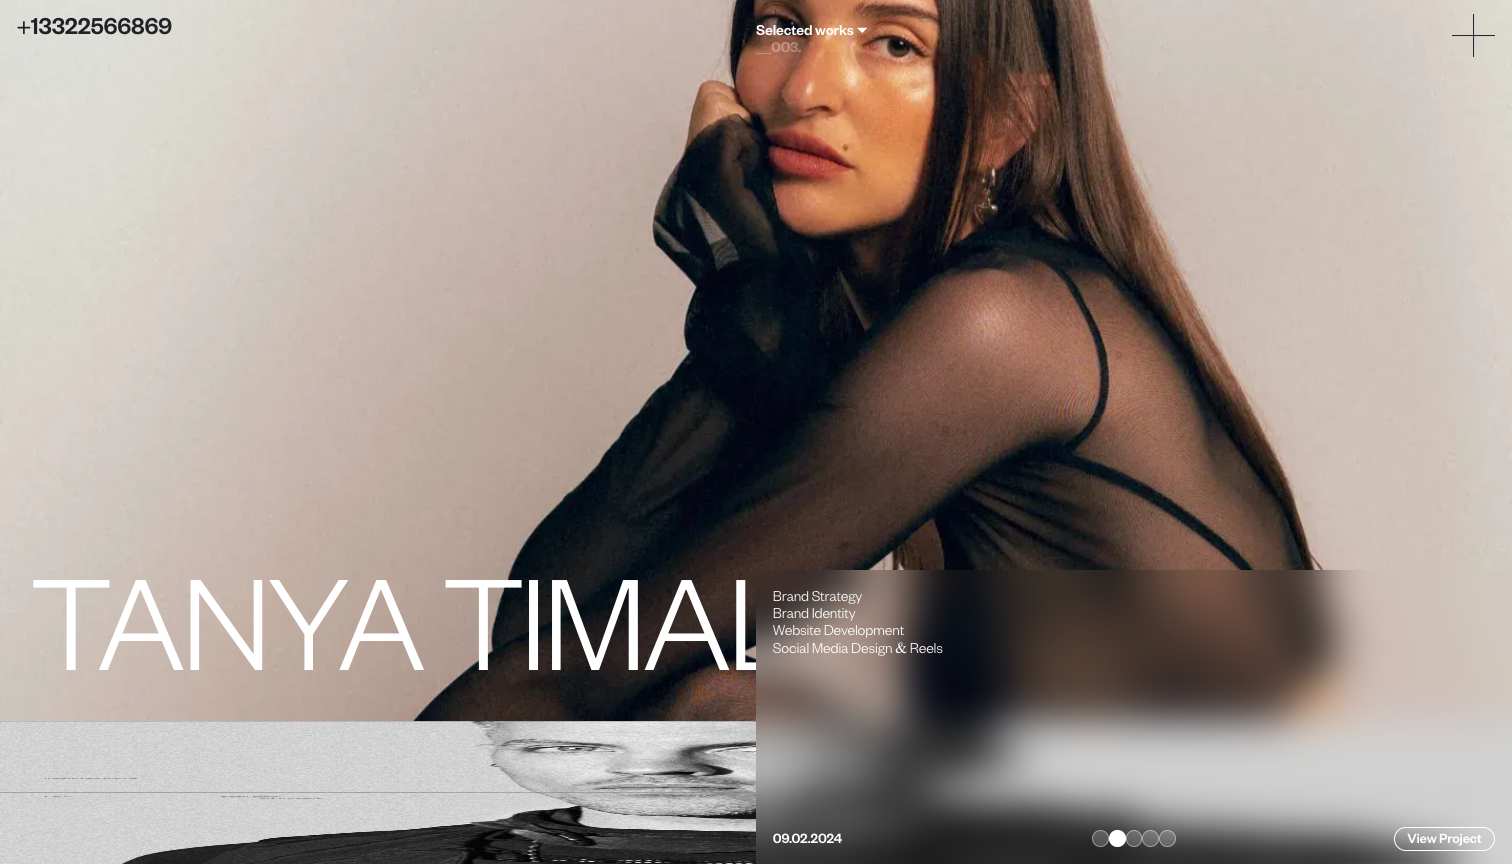 +13322566869
Selected works
__003.
TANYA TIMAL
Brand Strategy
Brand Identity
Website Development
Social Media Design & Reels
09.02.2024
View Project